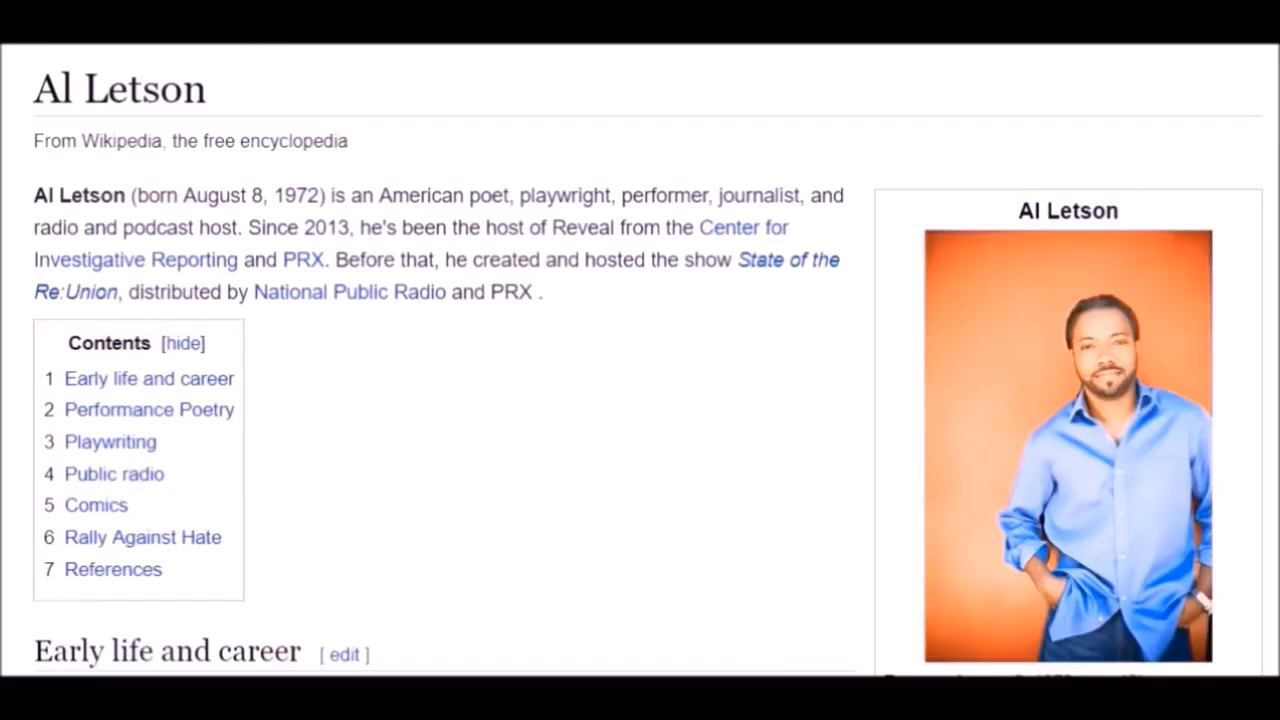 Al Letson
From Wikipedia, the free encyclopedia
Al Letson (born August 8, 1972) is an American poet, playwright, performer, journalist, and
radio and podcast host. Since 2013, he's been the host of Reveal from the Center for
Investigative Reporting and PRX. Before that, he created and hosted the show State of the
Re:Union, distributed by National Public Radio and PRX .
Contents [hide]
1 Early life and career
2 Performance Poetry
3 Playwriting
4 Public radio
5 Comics
6 Rally Against Hate
7 References
Early life and career [ edit ]
Al Letson